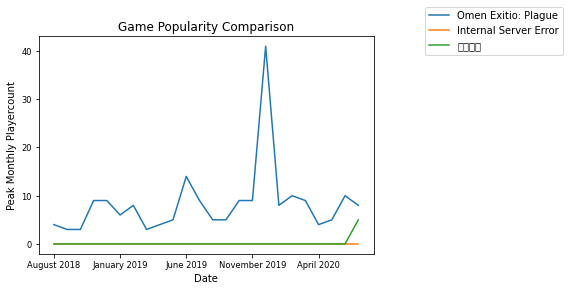 Game Popularity Comparison
Omen Exitio: Plague
Internal Server Error
Peak Monthly Playercount
40
30
20
10
0
August 2018 January 2019 June 2019 November 2019 April 2020
Date